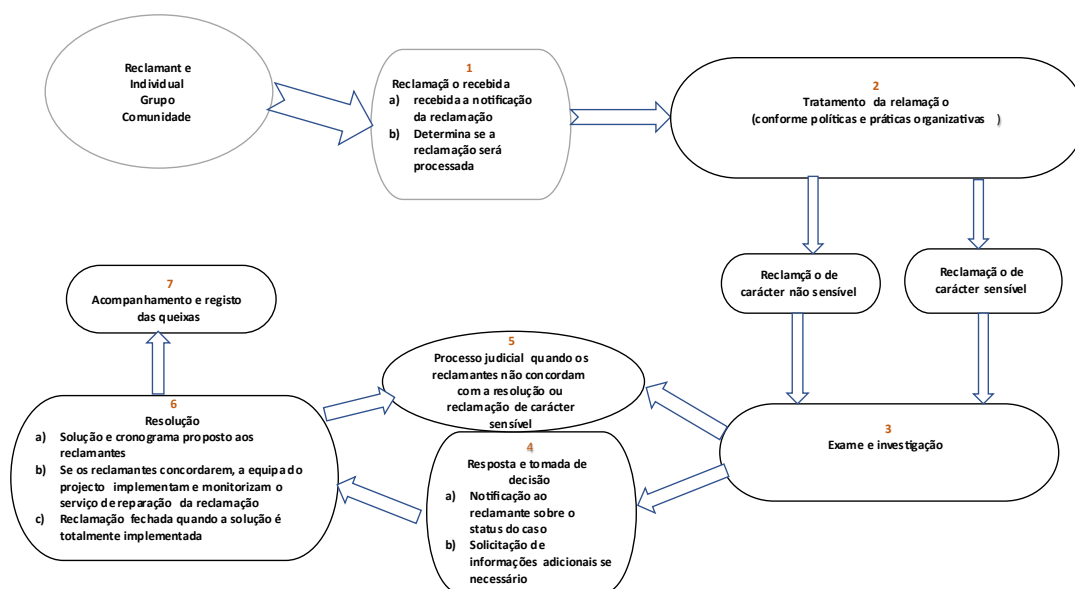 Reclamant e
Individual
Grupo
Comunidade
1
Reclamaçã o recebida
a) recebida a notificação
da reclamação
b) Determina se a
reclamação será
processada
2
Tratamento da relamação
(conforme políticas e práticas organizativas )
Reclamção de
carácter não sensível
Reclamação de
carácter sensível
3
Exame e investigação
5
Processo judicial quando os
reclamantes não concordam
com a resolução ou
reclamação de carácter
sensível
4
Resposta e tomada de
decisão
a) Notificação ao
reclamante sobre o
status do caso
b) Solicitação de
informações adicionais se
necessário
6
Resolução
a) Solução e cronograma proposto aos
reclamantes
b) Se os reclamantes concordarem, a equipa do
projecto implementam e monitorizam o
serviço de reparação da reclamação
c) Reclamação fechada quando a solução é
totalmente implementada
7
Acompanhamento e registo
das queixas